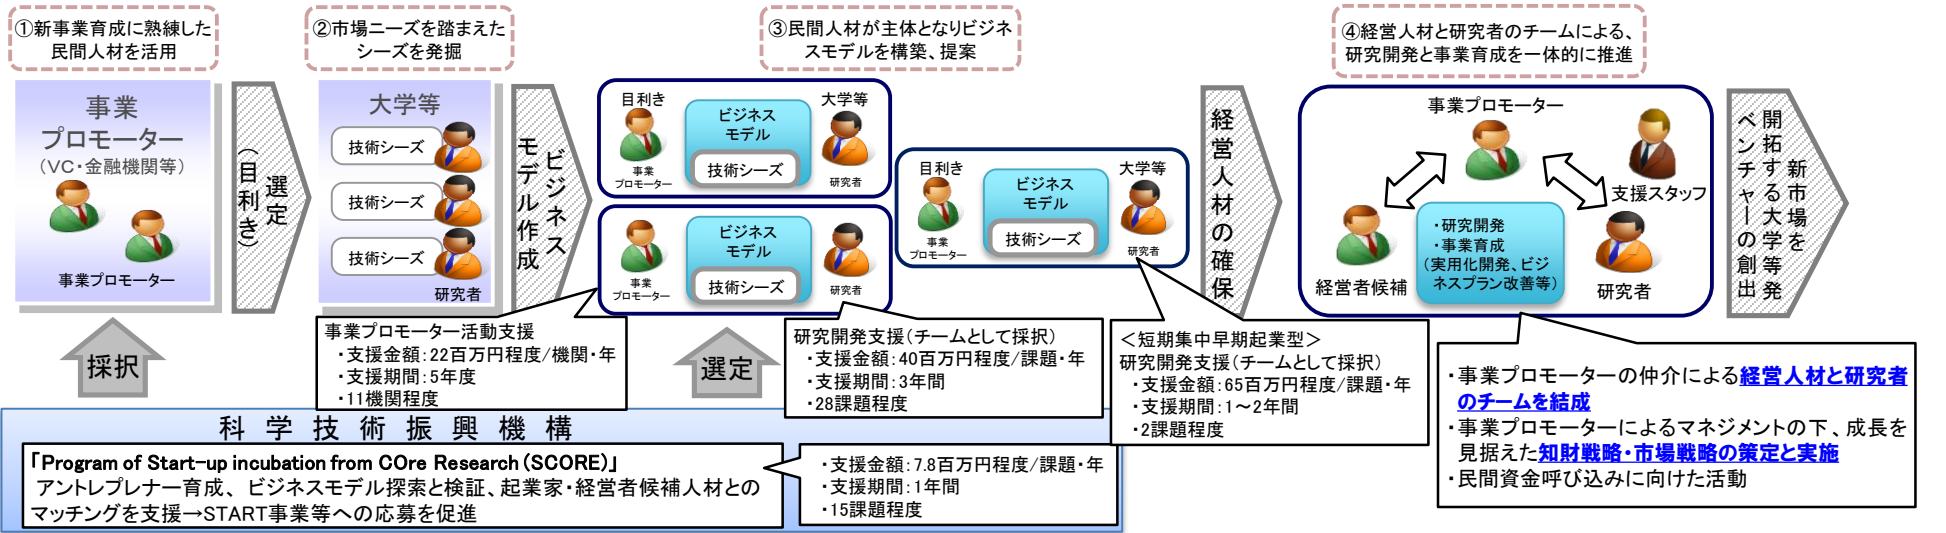 ①新事業育成に熟練した
民間人材を活用
②市場ニーズを踏まえた
シーズを発掘
③民間人材が主体となりビジネ
スモデルを構築、提案
④経営人材と研究者のチームによる、
研究開発と事業育成を一体的に推進
事業
プロモーター
（VC・金融機関等）
事業プロモーター
選定
（目利き）
大学等
技術シーズ
技術シーズ
技術シーズ
研究者
ビジネス
モデル作成
目利き
大学等
ビジネス
モデル
技術シーズ
事業
プロモーター
研究者
ビジネス
モデル
技術シーズ
事業
プロモーター
研究者
目利き
大学等
ビジネス
モデル
技術シーズ
事業
プロモーター
研究者
経営人材の確保
事業プロモーター
支援スタッフ
経営者候補
研究者
・研究開発
・事業育成
（実用化開発、ビジ
ネスプラン改善等）
新市場を
開拓する大学等発
ベンチャーの創出
採択
選定
事業プロモーター活動支援
・支援金額：22百万円程度/機関・年
・支援期間：5年度
・11機関程度
研究開発支援（チームとして採択）
・支援金額：40百万円程度/課題・年
・支援期間：3年間
・28課題程度
＜短期集中早期起業型＞
研究開発支援（チームとして採択）
・支援金額：65百万円程度/課題・年
・支援期間：1～2年間
・2課題程度
・事業プロモーターの仲介による経営人材と研究者
のチームを結成
・事業プロモーターによるマネジメントの下、成長を
見据えた知財戦略・市場戦略の策定と実施
・民間資金呼び込みに向けた活動
科学技術振興機構
「Program of Start-up incubation from COre Research (SCORE)」
アントレプレナー育成、ビジネスモデル探索と検証、起業家・経営者候補人材との
マッチングを支援→START事業等への応募を促進
・支援金額：7.8百万円程度/課題・年
・支援期間：1年間
・15課題程度